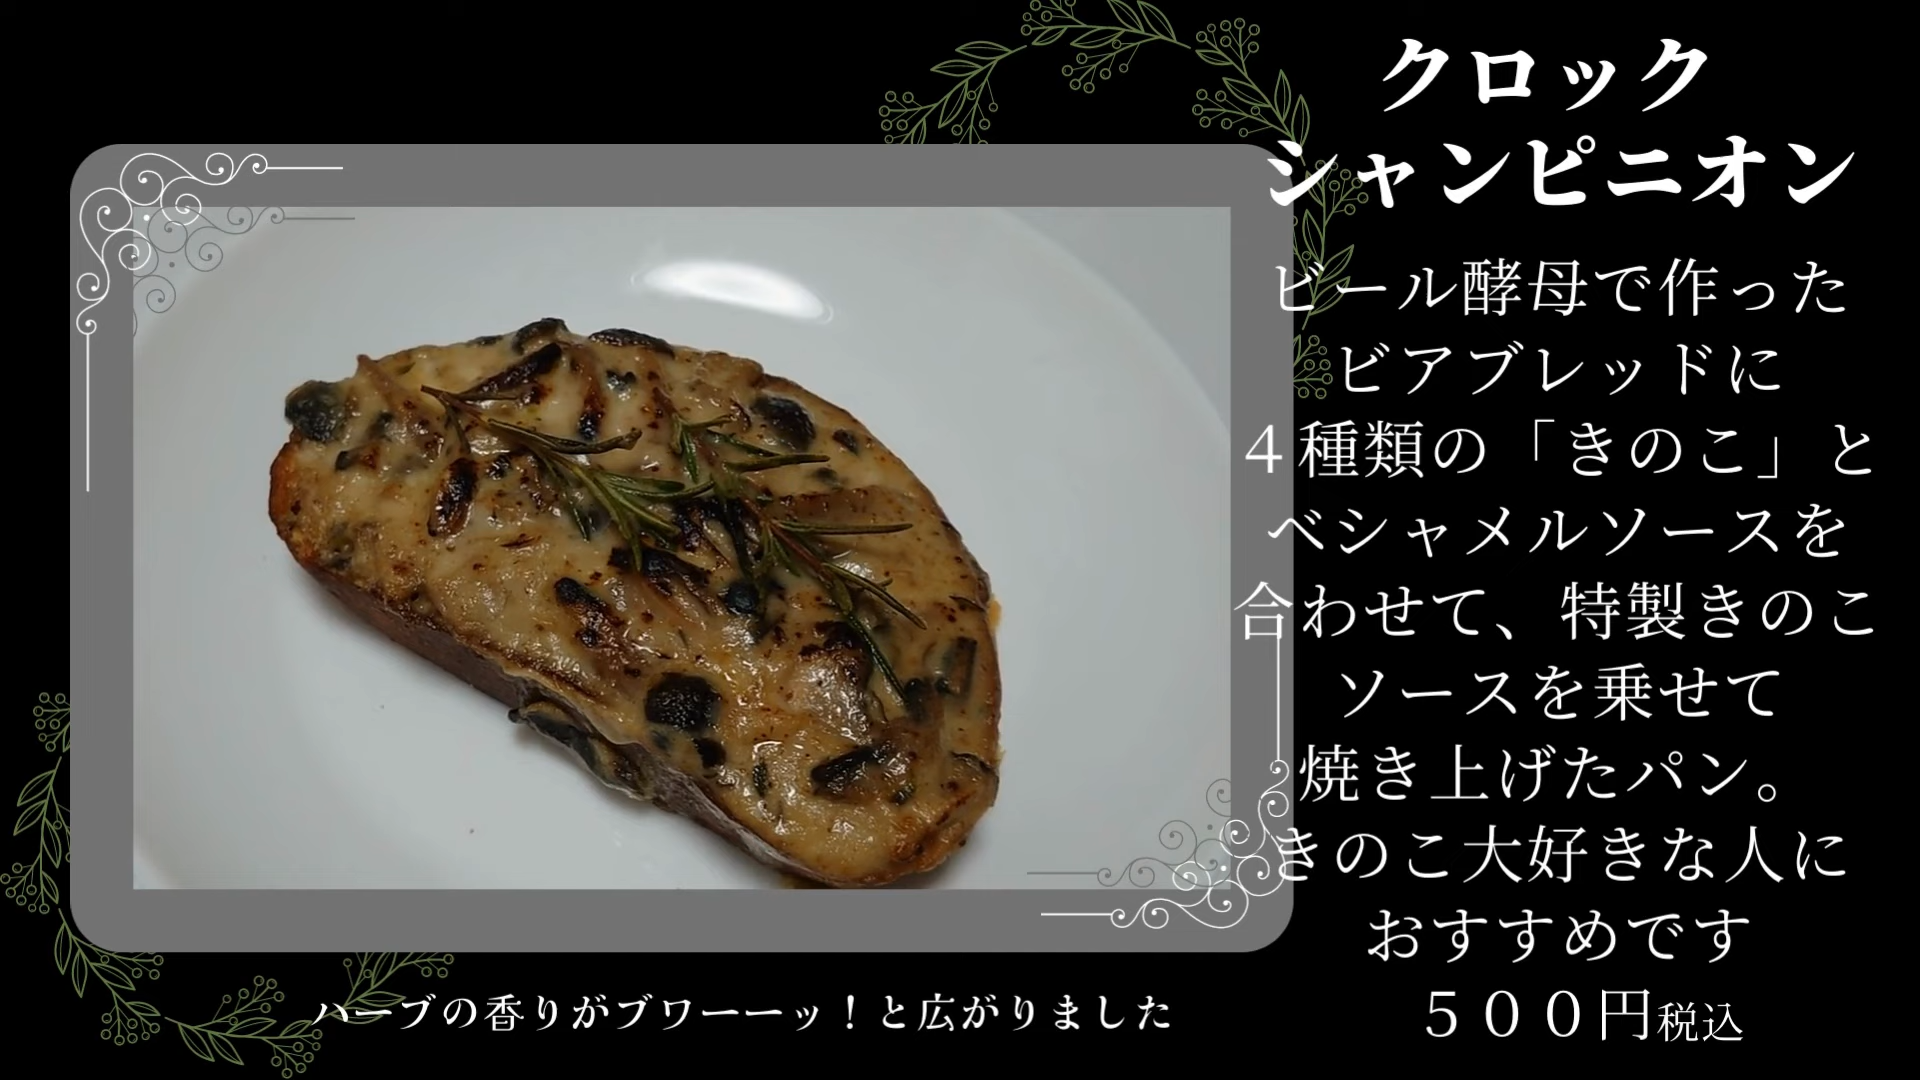 クロック
シャンピニオン
ビール酵母で作った
ビアブレッドに
４種類の「きのこ」と
ベシャメルソースを
合わせて、特製きのこ
ソースを乗せて
焼き上げたパン。
きのこ大好きな人に
おすすめです
５００円税込
ハーブの香りがブワーーッ！と広がりました